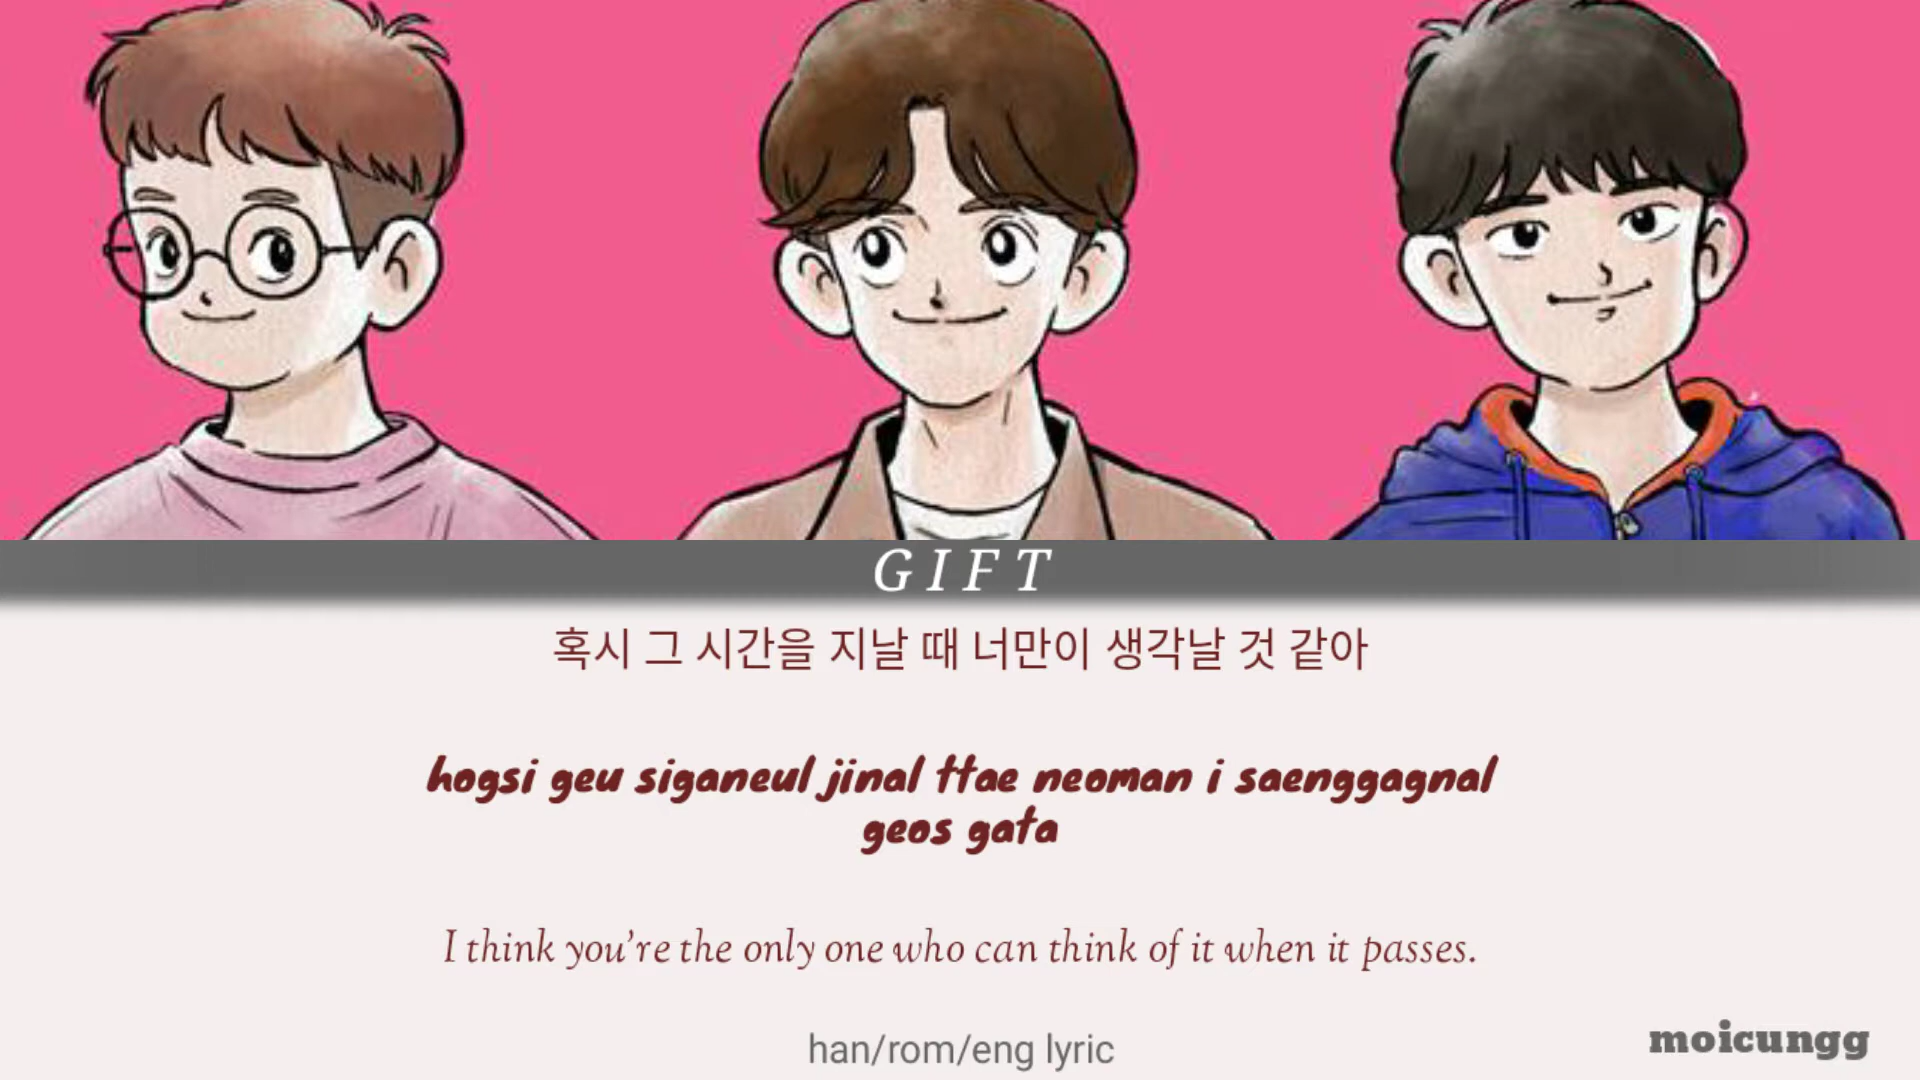 GIFT
혹시 그 시간을 지날 때 너만이 생각날 것 같아
hogsi geu siganeul jinal ttae neoman i saenggagnal
geos gata
I think you're the only one who can think of it when it passes.
han/rom/eng lyric
moicungg